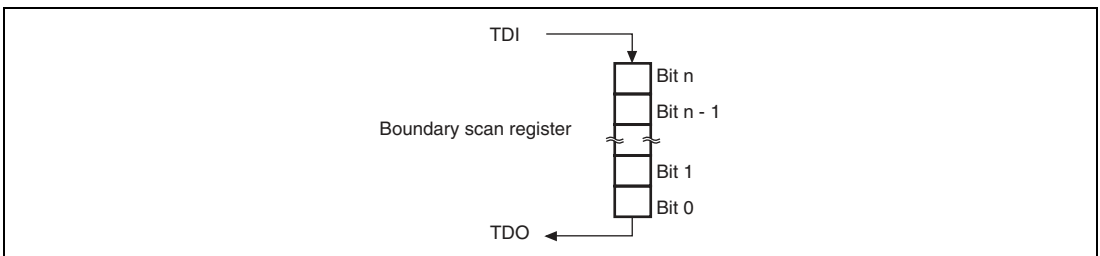 TDI
Bit n
Bit n - 1
Boundary scan register
Bit 1
Bit 0
TDO